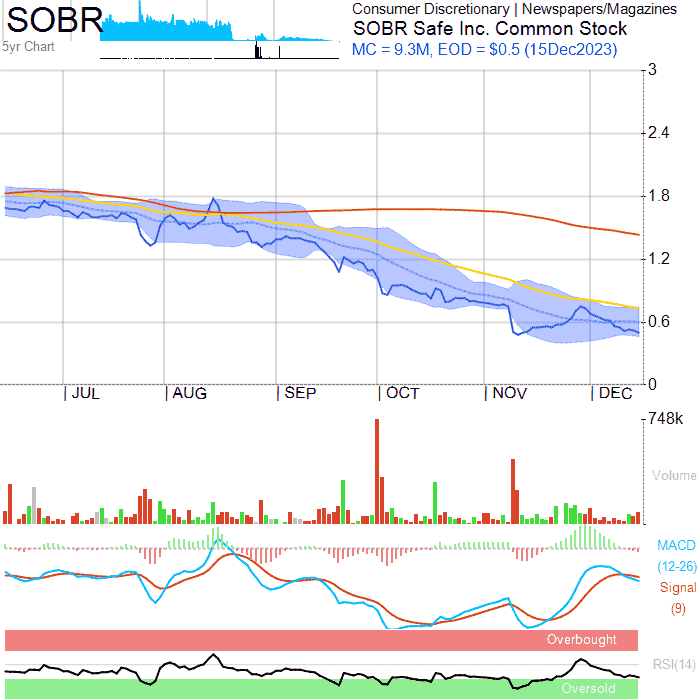 SOBR
5yr Chart
Consumer Discretionary | Newspapers/Magazines
SOBR Safe Inc. Common Stock
MC = 9.3M, EOD = $0.5 (15Dec2023)
3
2.4
1.8
1.2
0.6
0
JUL
AUG
SEP
OCT
NOV
DEC
748k
Volume
MACD
(12-26)
Signal
(9)
Overbought
RSI(14)
Oversold